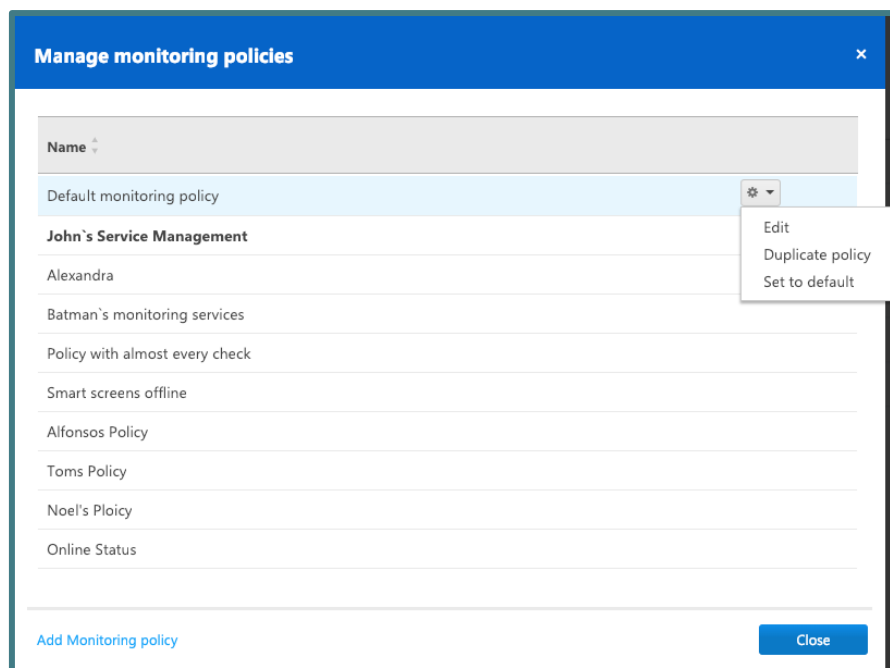 Manage monitoring policies
×
Name
Default monitoring policy
Edit
John`s Service Management
Duplicate policy
Alexandra
Set to default
Batman`s monitoring services
Policy with almost every check
Smart screens offline
Alfonsos Policy
Toms Policy
Noel's Ploicy
Online Status
Add Monitoring policy
Close